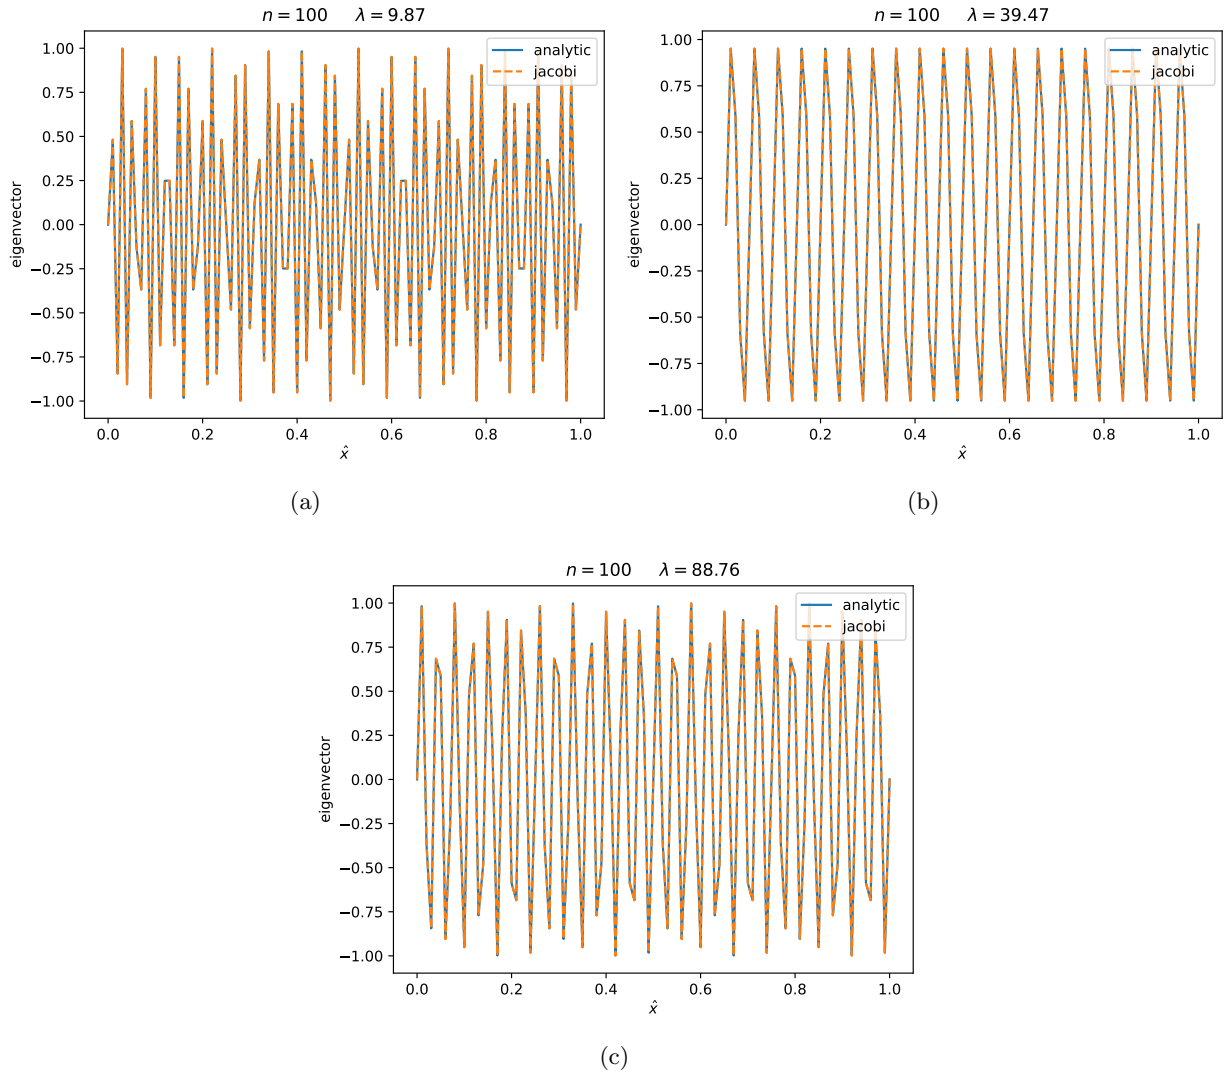 n = 100 λ = 9.87
1.00
0.75
0.50
0.25
0.00
−0.25
−0.50
−0.75
−1.00
eigenvector
analytic
jacobi
0.0 0.2 0.4 0.6 0.8 1.0
x̂
(a)
n = 100 λ = 39.47
1.00
0.75
0.50
0.25
0.00
−0.25
−0.50
−0.75
−1.00
eigenvector
analytic
jacobi
0.0 0.2 0.4 0.6 0.8 1.0
x̂
(b)
n = 100 λ = 88.76
1.00
0.75
0.50
0.25
0.00
−0.25
−0.50
−0.75
−1.00
eigenvector
analytic
jacobi
0.0 0.2 0.4 0.6 0.8 1.0
x̂
(c)